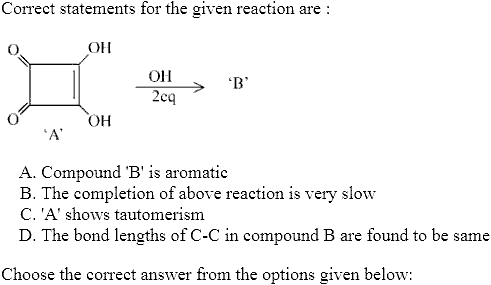 Correct statements for the given reaction are :
O OH
OH
2eq
'B'
O OH
'A'
A. Compound 'B' is aromatic
B. The completion of above reaction is very slow
C. 'A' shows tautomerism
D. The bond lengths of C-C in compound B are found to be same
Choose the correct answer from the options given below: